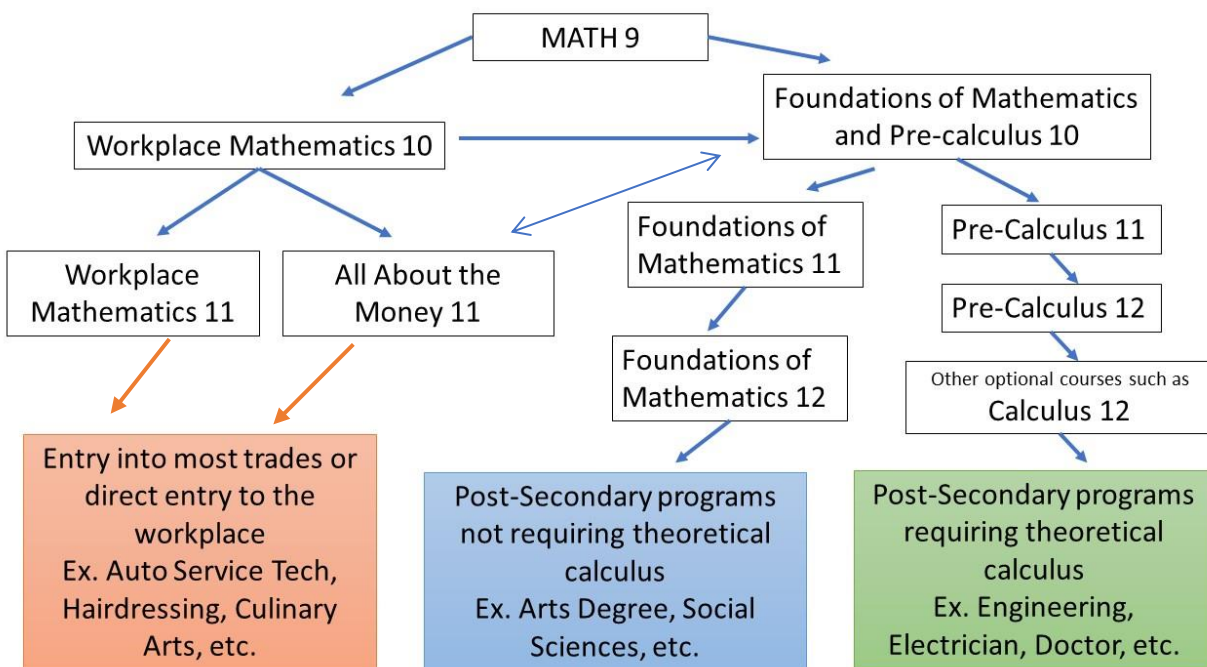 MATH 9
Workplace Mathematics 10
Foundations of Mathematics
and Pre-calculus 10
Workplace
Mathematics 11
All About the
Money 11
Foundations of
Mathematics 11
Pre-Calculus 11
Pre-Calculus 12
Foundations of
Mathematics 12
Other optional courses such as
Calculus 12
Entry into most trades or
direct entry to the
workplace
Ex. Auto Service Tech,
Hairdressing, Culinary
Arts, etc.
Post-Secondary programs
not requiring theoretical
calculus
Ex. Arts Degree, Social
Sciences, etc.
Post-Secondary programs
requiring theoretical
calculus
Ex. Engineering,
Electrician, Doctor, etc.